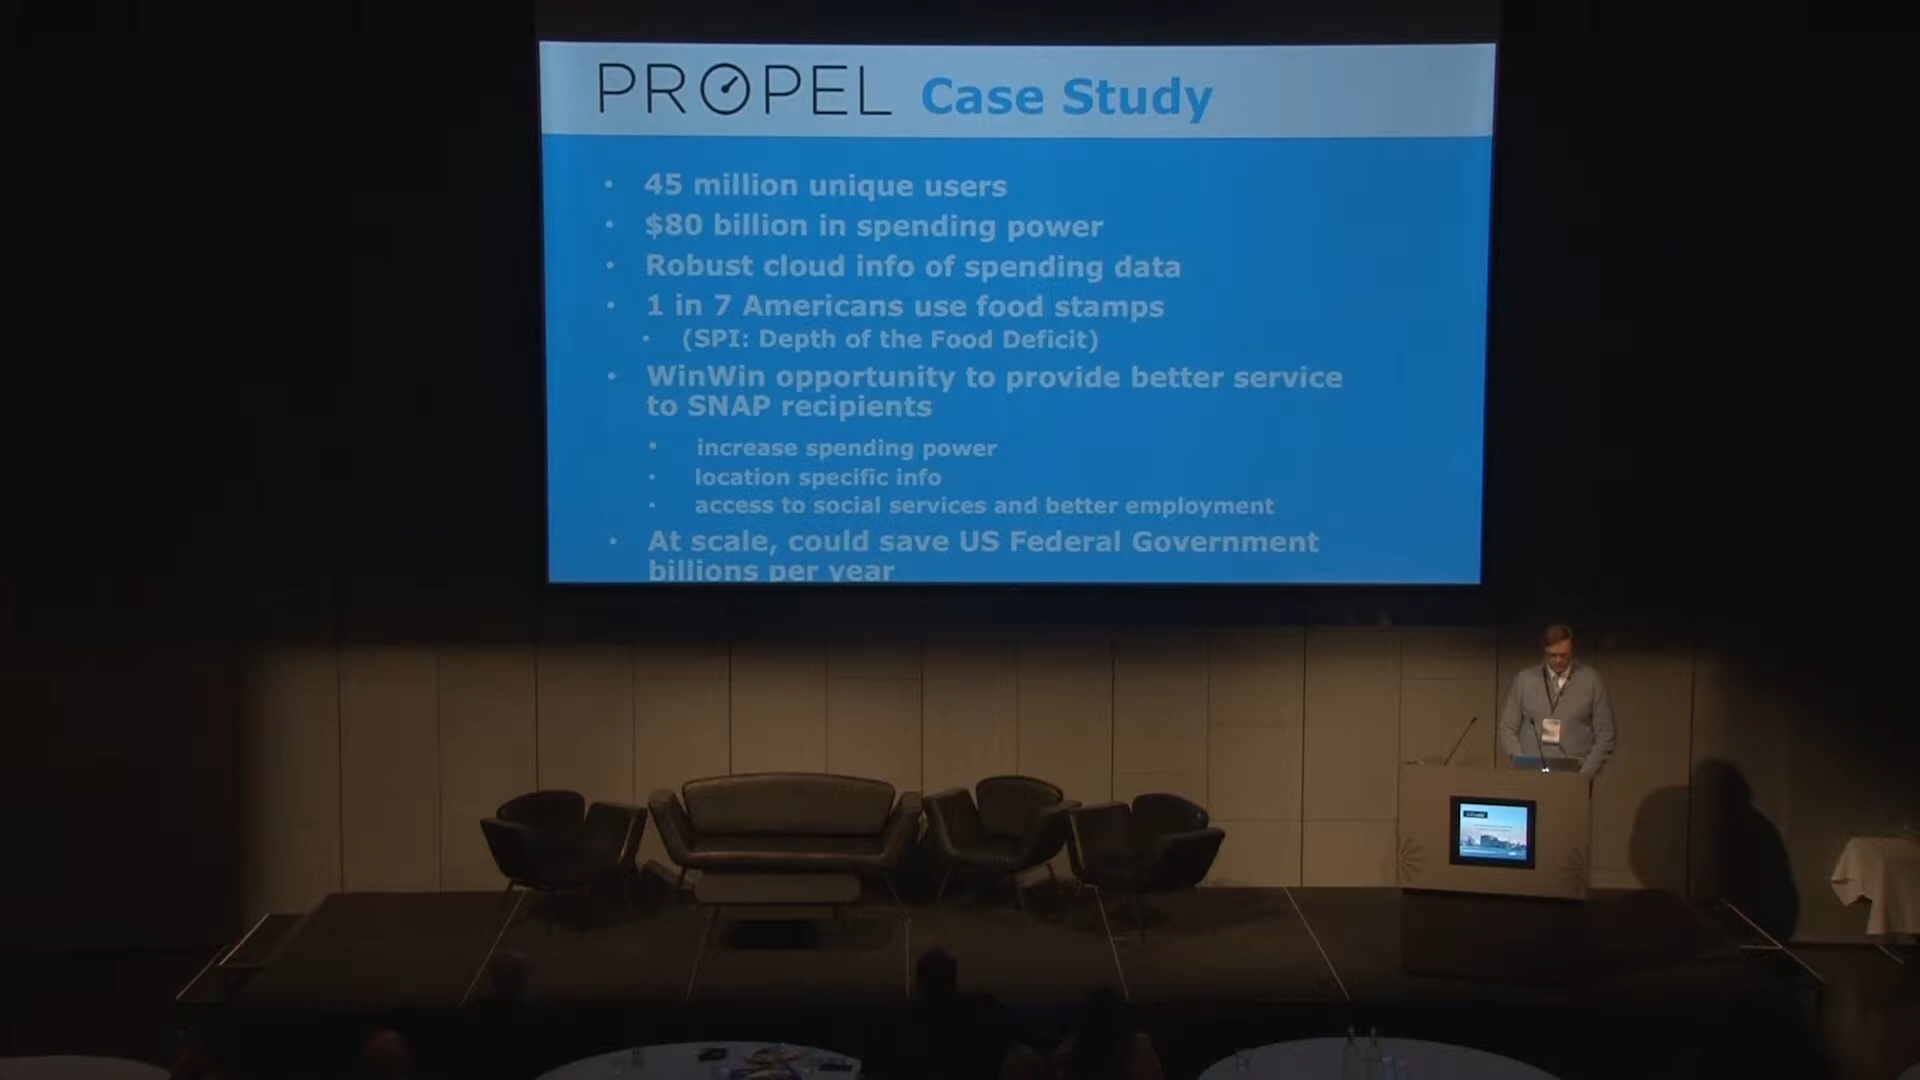 PROPEL Case Study
• 45 million unique users
• $80 billion in spending power
• Robust cloud info of spending data
• 1 in 7 Americans use food stamps
• (SPI: Depth of the Food Deficit)
• WinWin opportunity to provide better service
to SNAP recipients
• increase spending power
• location specific info
• access to social services and better employment
• At scale, could save US Federal Government
billions per year